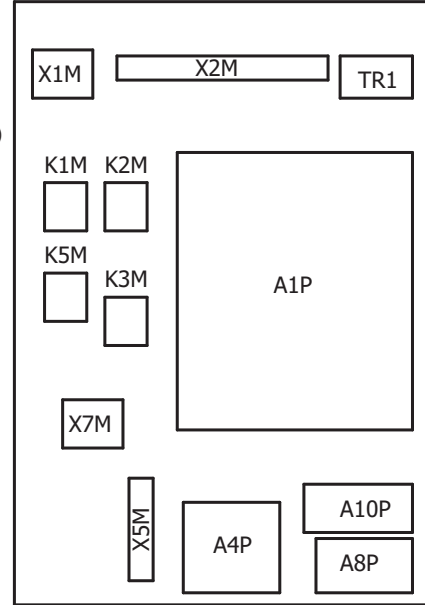 X1M X2M TR1
K1M K2M
K5M
K3M
A1P
X7M
X5M
A4P
A10P
A8P